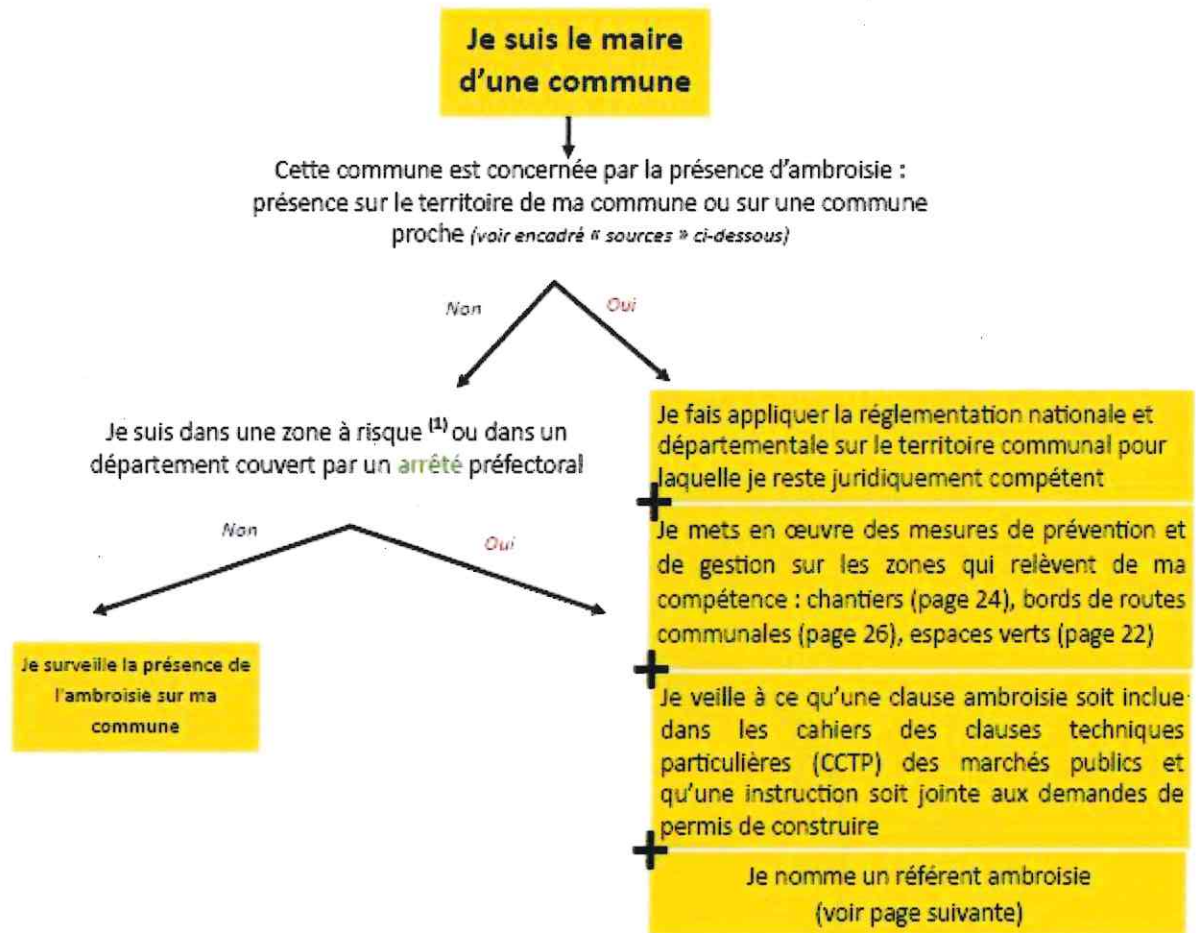 Je suis le maire
d'une commune
Cette commune est concernée par la présence d'ambroisie :
présence sur le territoire de ma commune ou sur une commune
proche (voir encadré « sources » ci-dessous)
Non
Oui
Je suis dans une zone à risque (1) ou dans un
département couvert par un arrêté préfectoral
Non
Oui
Je surveille la présence de
l'ambroisie sur ma
commune
Je fais appliquer la réglementation nationale et
départementale sur le territoire communal pour
laquelle je reste juridiquement compétent
+
Je mets en œuvre des mesures de prévention et
de gestion sur les zones qui relèvent de ma
compétence : chantiers (page 24), bords de routes
communales (page 26), espaces verts (page 22)
+
Je veille à ce qu'une clause ambroisie soit inclue
dans les cahiers des clauses techniques
particulières (CCTP) des marchés publics et
qu'une instruction soit jointe aux demandes de
permis de construire
+
Je nomme un référent ambroisie
(voir page suivante)